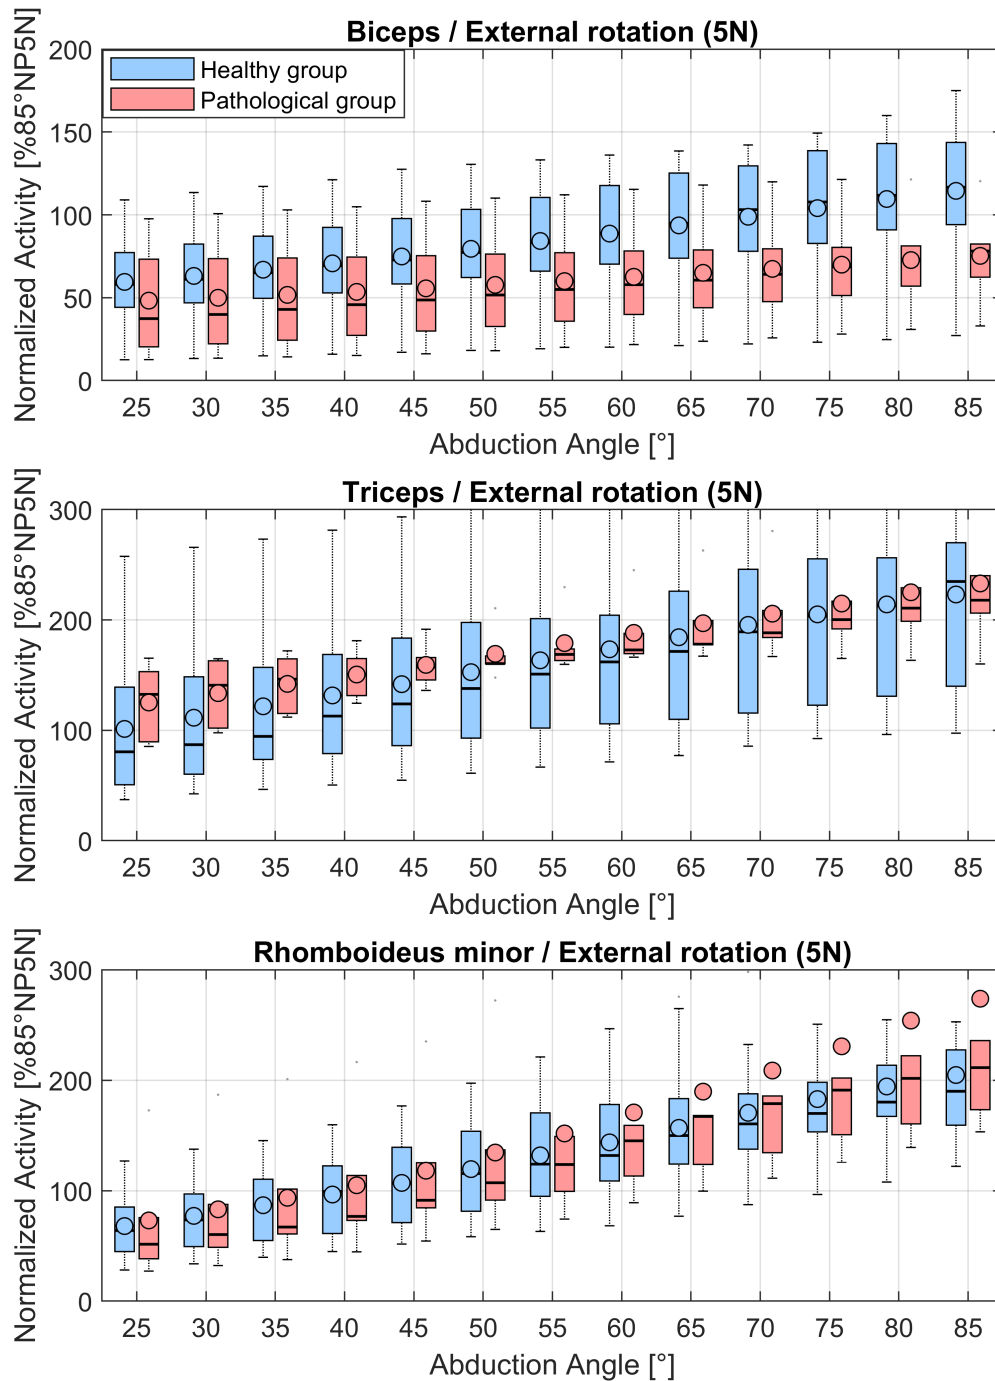 Biceps / External rotation (5N)
Normalized Activity [%85°NP5N]
200
150
100
50
0
Healthy group
Pathological group
25 30 35 40 45 50 55 60 65 70 75 80 85
Abduction Angle [°]
Triceps / External rotation (5N)
Normalized Activity [%85°NP5N]
300
200
100
0
25 30 35 40 45 50 55 60 65 70 75 80 85
Abduction Angle [°]
Rhomboideus minor / External rotation (5N)
Normalized Activity [%85°NP5N]
300
200
100
0
25 30 35 40 45 50 55 60 65 70 75 80 85
Abduction Angle [°]